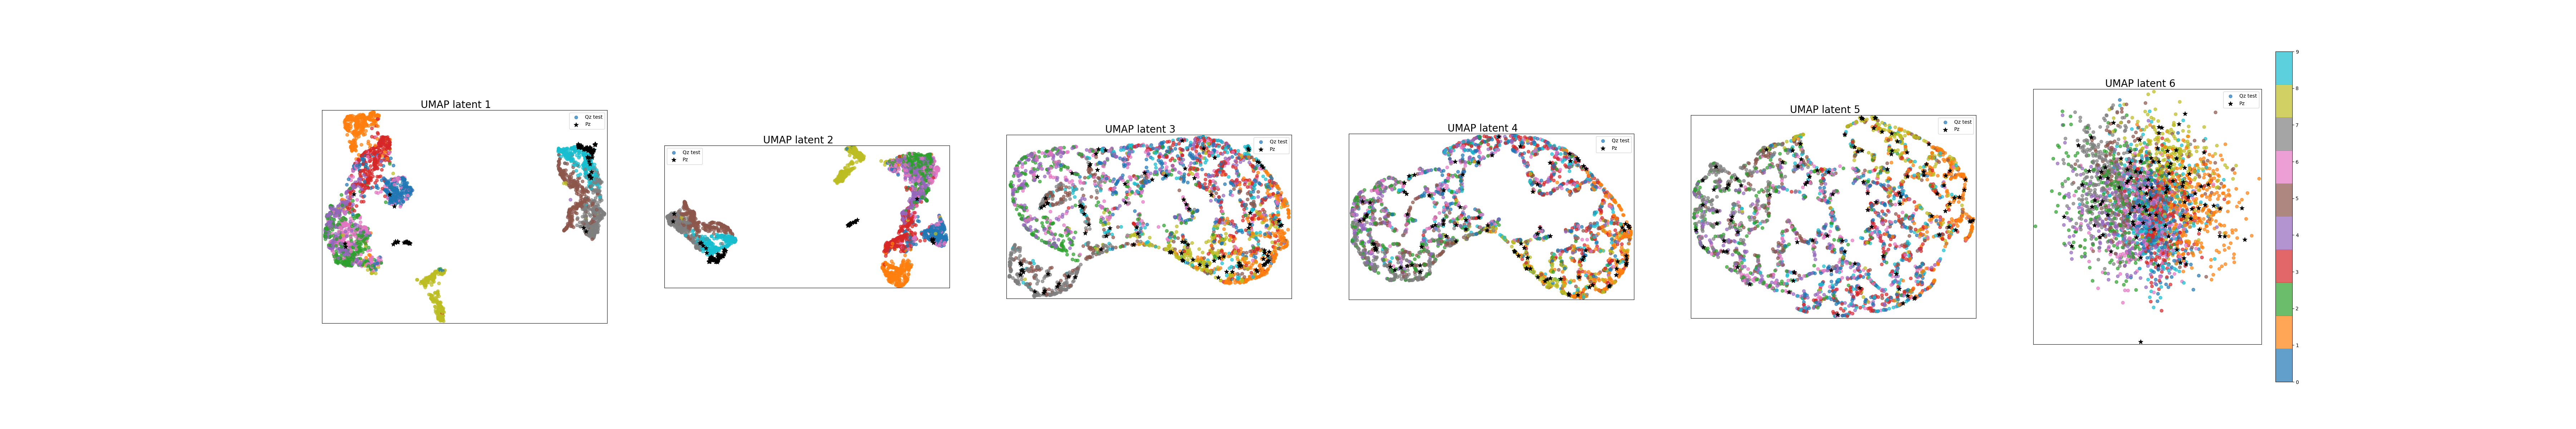 UMAP latent 1
Qz test
Pz
UMAP latent 2
Qz test
Pz
UMAP latent 3
Qz test
Pz
UMAP latent 4
Qz test
Pz
UMAP latent 5
Qz test
Pz
UMAP latent 6
Qz test
Pz
9
8
7
6
5
4
3
2
1
0